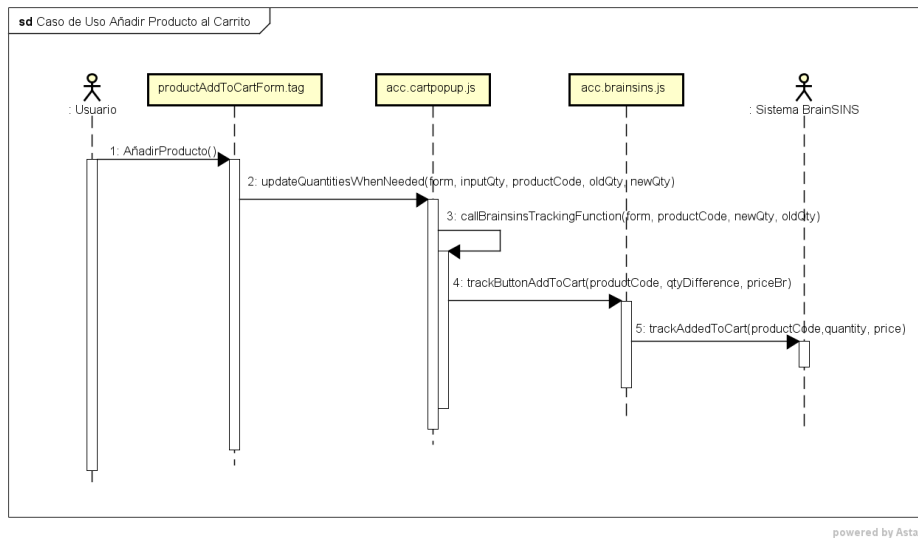 sd Caso de Uso Añadir Producto al Carrito
: Usuario
productAddToCartForm.tag
acc.cartpopup.js
acc.brainsins.js
: Sistema BrainSINS
1: AñadirProducto()
2: updateQuantitiesWhenNeeded(form, inputQty, productCode, oldQty, newQty)
3: callBrainsinsTrackingFunction(form, productCode, newQty, oldQty)
4: trackButtonAddToCart(productCode, qtyDifference, priceBr)
5: trackAddedToCart(productCode,quantity, price)
powered by Asta